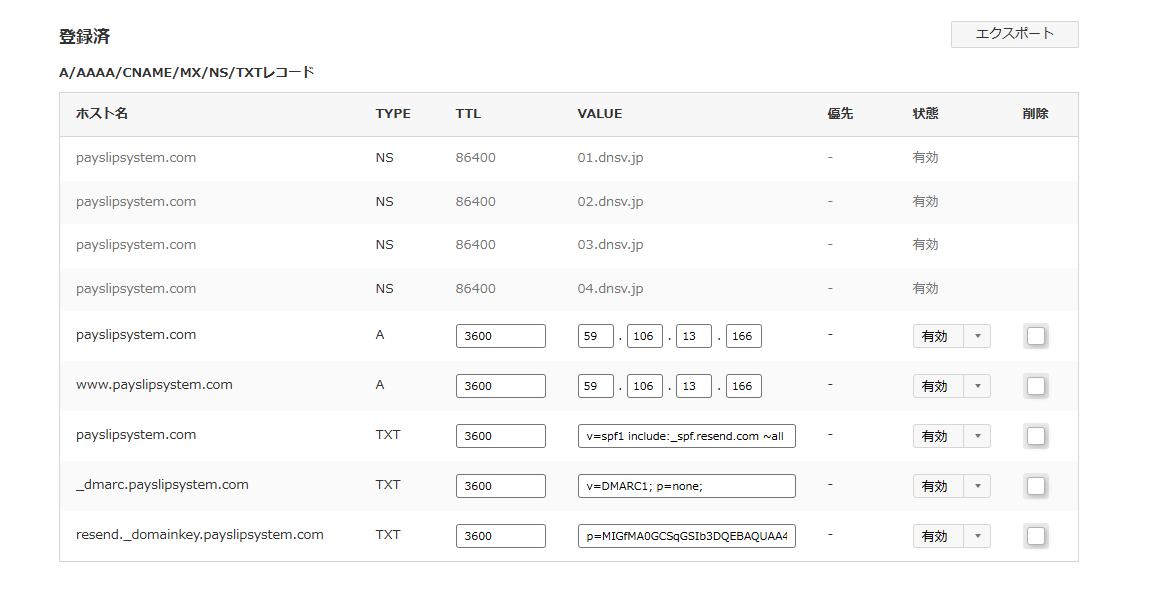 登録済
エクスポート
A/AAAA/CNAME/MX/NS/TXTレコード
ホスト名 TYPE TTL VALUE 優先 状態 削除
payslipsystem.com NS 86400 01.dnsv.jp - 有効
payslipsystem.com NS 86400 02.dnsv.jp - 有効
payslipsystem.com NS 86400 03.dnsv.jp - 有効
payslipsystem.com NS 86400 04.dnsv.jp - 有効
payslipsystem.com A 3600 59 . 106 . 13 . 166 - 有効
www.payslipsystem.com A 3600 59 . 106 . 13 . 166 - 有効
payslipsystem.com TXT 3600 v=spf1 include:_spf.resend.com ~all - 有効
_dmarc.payslipsystem.com TXT 3600 v=DMARC1; p=none; - 有効
resend._domainkey.payslipsystem.com TXT 3600 p=MIGfMA0GCSqGSIb3DQEBAQUAA4 - 有効